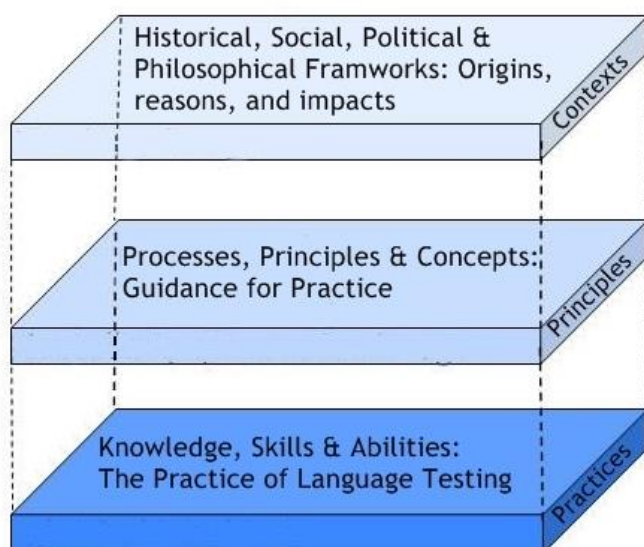 Historical, Social, Political &
Philosophical Framworks: Origins,
reasons, and impacts
Contexts
Processes, Principles & Concepts:
Guidance for Practice
Principles
Knowledge, Skills & Abilities:
The Practice of Language Testing
Practices